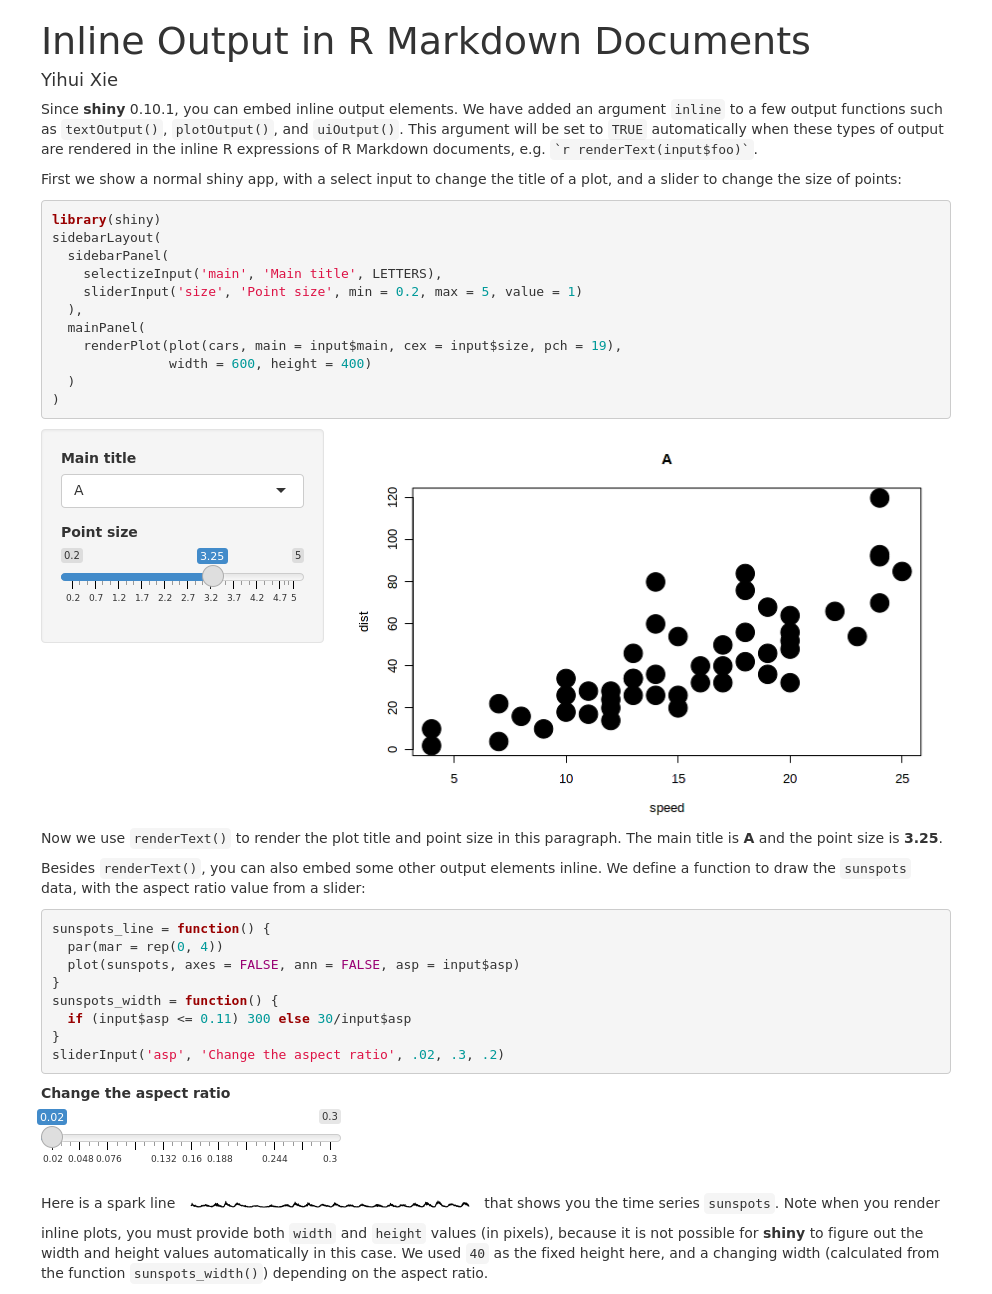 Inline Output in R Markdown Documents
Yihui Xie
Since shiny 0.10.1, you can embed inline output elements. We have added an argument inline to a few output functions such
as textOutput(), plotOutput(), and uiOutput(). This argument will be set to TRUE automatically when these types of output
are rendered in the inline R expressions of R Markdown documents, e.g. `r renderText(input$foo)`.
First we show a normal shiny app, with a select input to change the title of a plot, and a slider to change the size of points:
library(shiny)
sidebarLayout(
  sidebarPanel(
    selectizeInput('main', 'Main title', LETTERS),
    sliderInput('size', 'Point size', min = 0.2, max = 5, value = 1)
  ),
  mainPanel(
    renderPlot(plot(cars, main = input$main, cex = input$size, pch = 19),
               width = 600, height = 400)
  )
)
Main title
A
Point size
0.2 3.25 5
0.2 0.7 1.2 1.7 2.2 2.7 3.2 3.7 4.2 4.7 5
A
120
100
80
60
40
20
0
dist
5 10 15 20 25
speed
Now we use renderText() to render the plot title and point size in this paragraph. The main title is A and the point size is 3.25.
Besides renderText(), you can also embed some other output elements inline. We define a function to draw the sunspots
data, with the aspect ratio value from a slider:
sunspots_line = function() {
  par(mar = rep(0, 4))
  plot(sunspots, axes = FALSE, ann = FALSE, asp = input$asp)
}
sunspots_width = function() {
  if (input$asp <= 0.11) 300 else 30/input$asp
}
sliderInput('asp', 'Change the aspect ratio', .02, .3, .2)
Change the aspect ratio
0.02 0.3
0.02 0.048 0.076 0.132 0.16 0.188 0.244 0.3
Here is a spark line that shows you the time series sunspots. Note when you render
inline plots, you must provide both width and height values (in pixels), because it is not possible for shiny to figure out the
width and height values automatically in this case. We used 40 as the fixed height here, and a changing width (calculated from
the function sunspots_width()) depending on the aspect ratio.